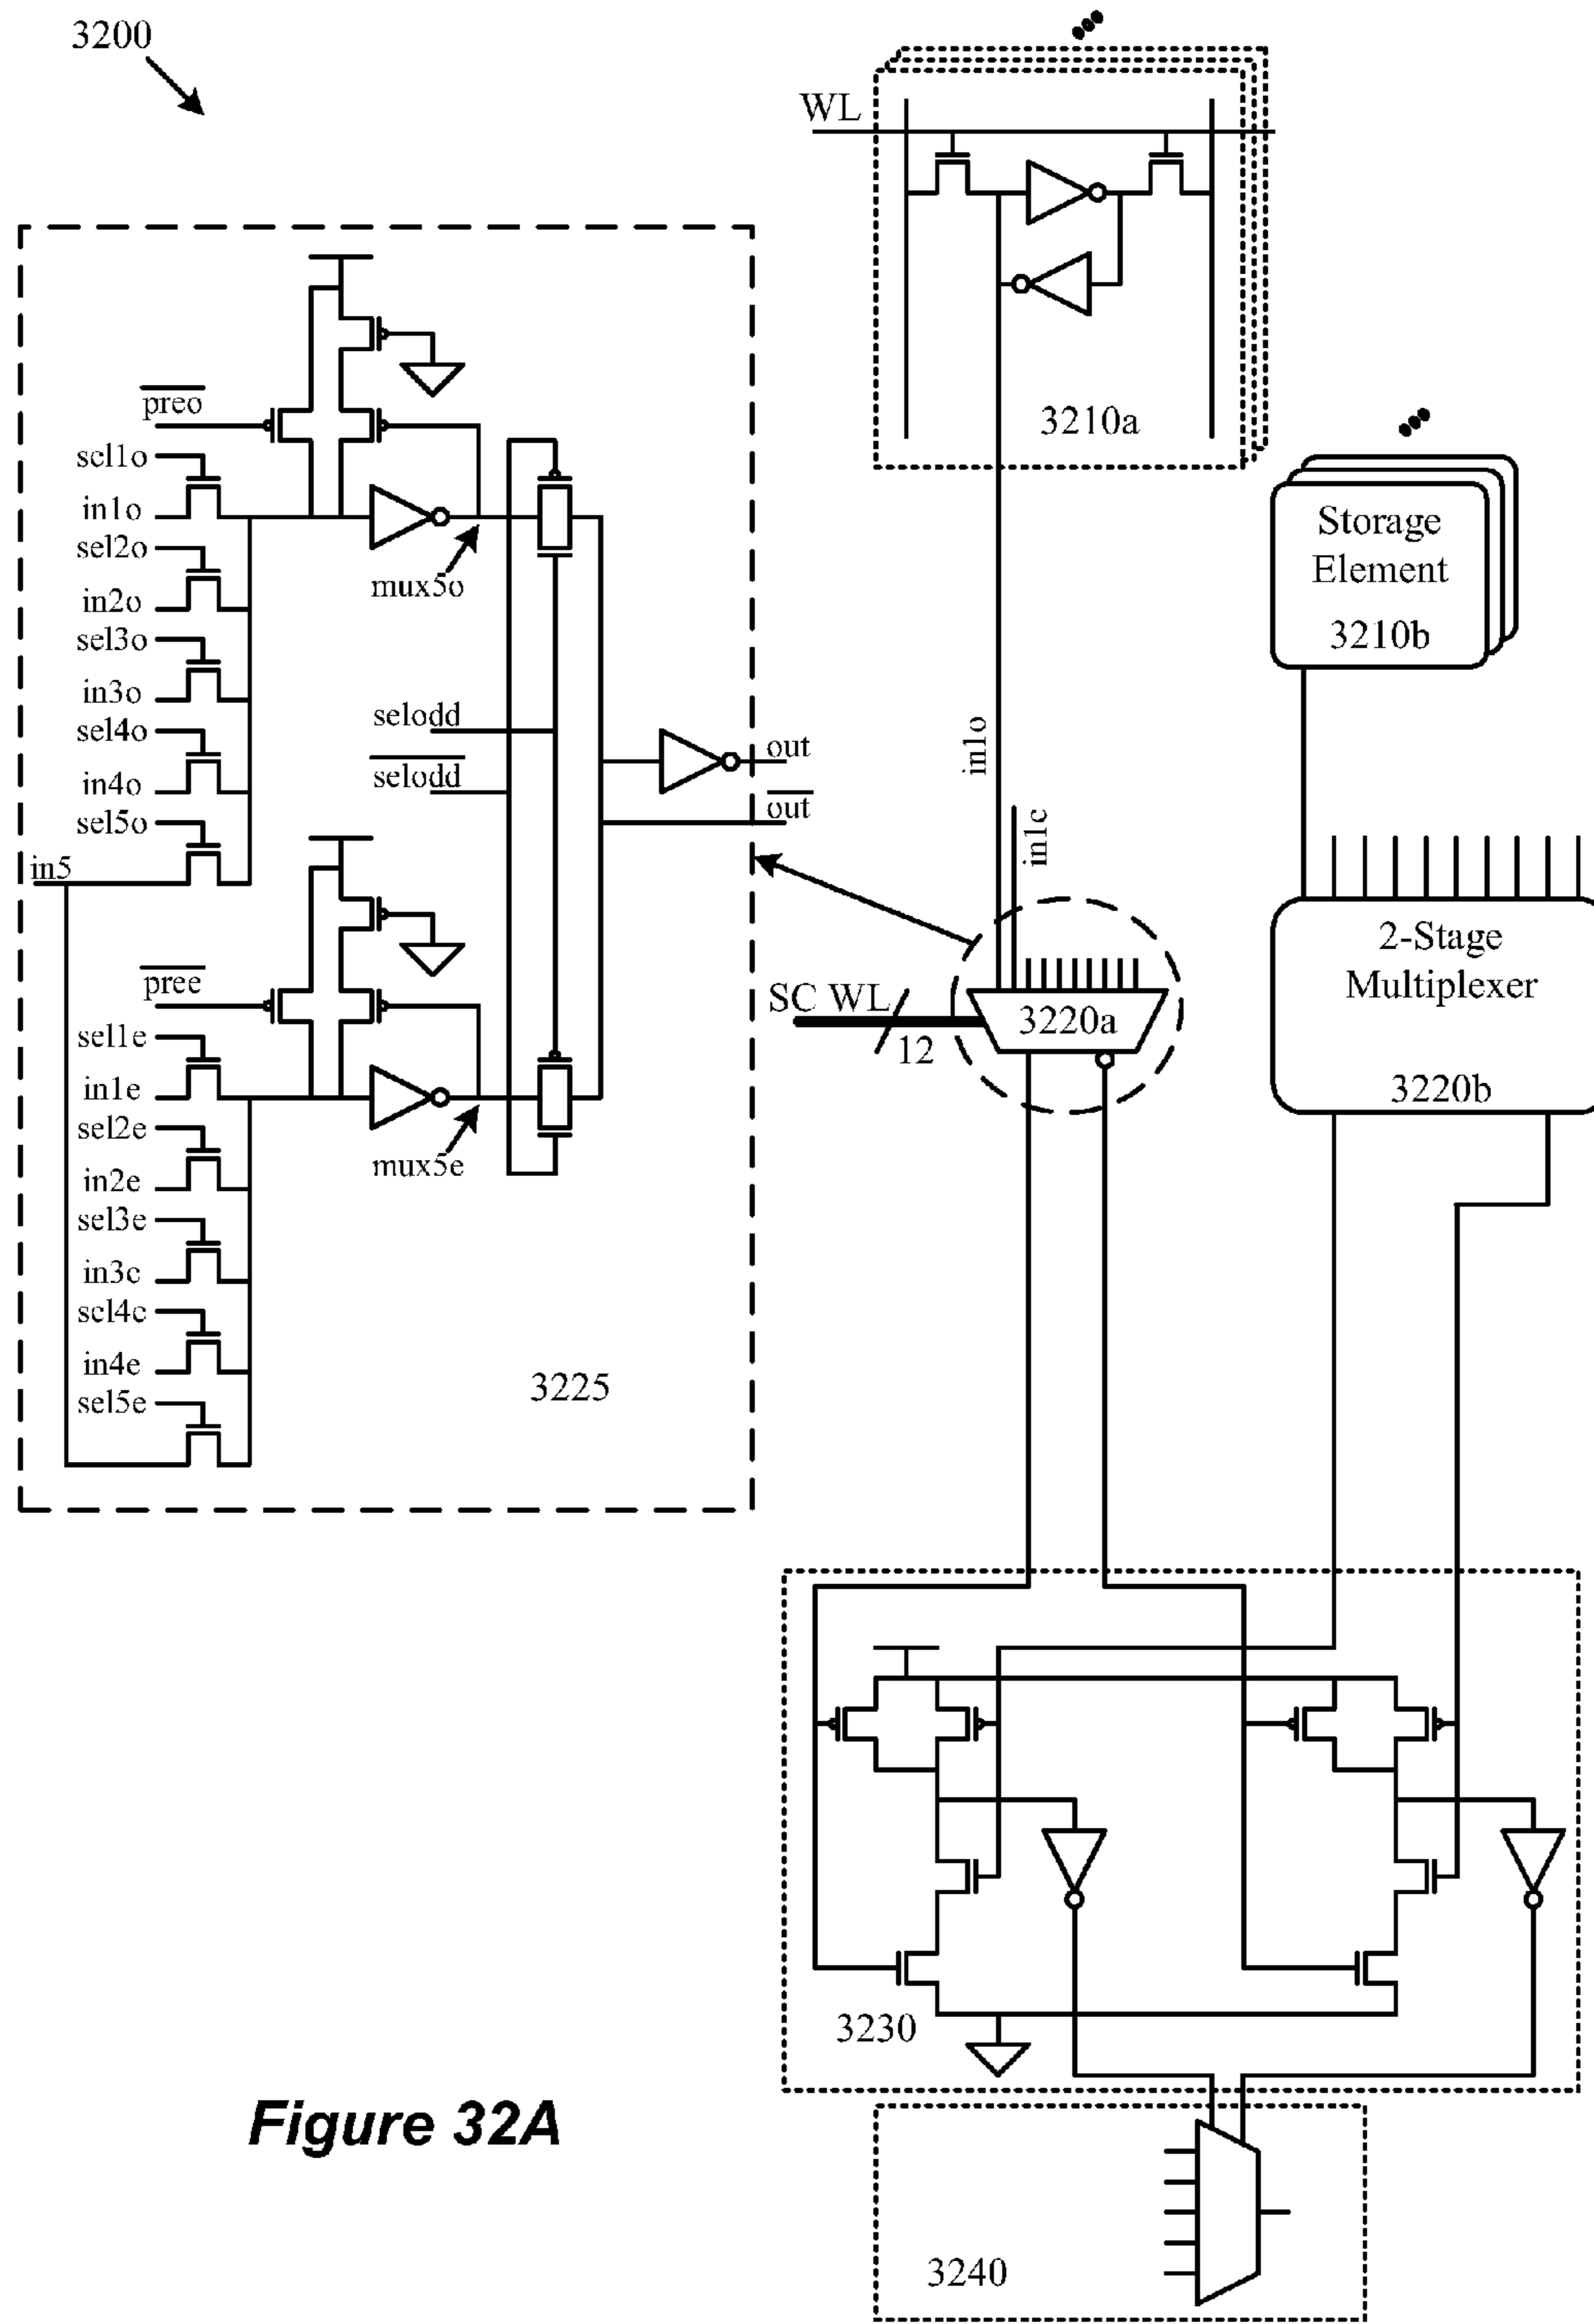 3200
WL
3210a
preo
sel1o
in1o
sel2o
in2o
sel3o
in3o
sel4o
in4o
sel5o
in5
mux5o
selodd
selodd
out
out
pree
sel1e
in1e
sel2e
in2e
sel3e
in3e
sel4e
in4e
sel5e
mux5e
3225
in1o
in1e
Storage
Element
3210b
SC WL
12
3220a
2-Stage
Multiplexer
3220b
3230
3240
Figure 32A